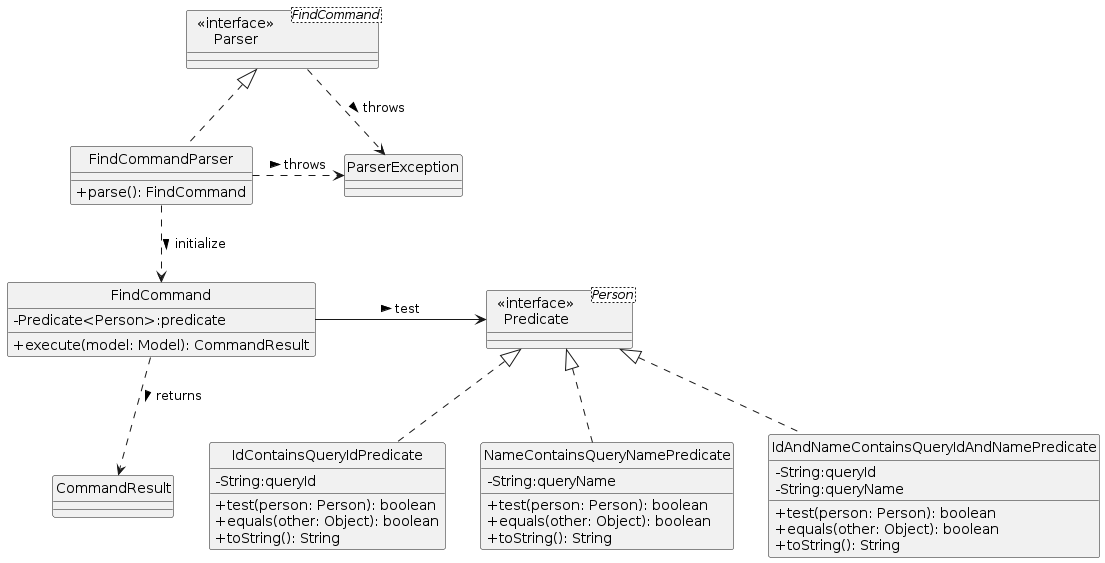 «interface»
Parser
FindCommand
throws
FindCommandParser
+parse(): FindCommand
throws
ParserException
initialize
FindCommand
-Predicate<Person>:predicate
+execute(model: Model): CommandResult
test
«interface»
Predicate
Person
returns
CommandResult
IdContainsQueryIdPredicate
-String:queryId
+test(person: Person): boolean
+equals(other: Object): boolean
+toString(): String
NameContainsQueryNamePredicate
-String:queryName
+test(person: Person): boolean
+equals(other: Object): boolean
+toString(): String
IdAndNameContainsQueryIdAndNamePredicate
-String:queryId
-String:queryName
+test(person: Person): boolean
+equals(other: Object): boolean
+toString(): String